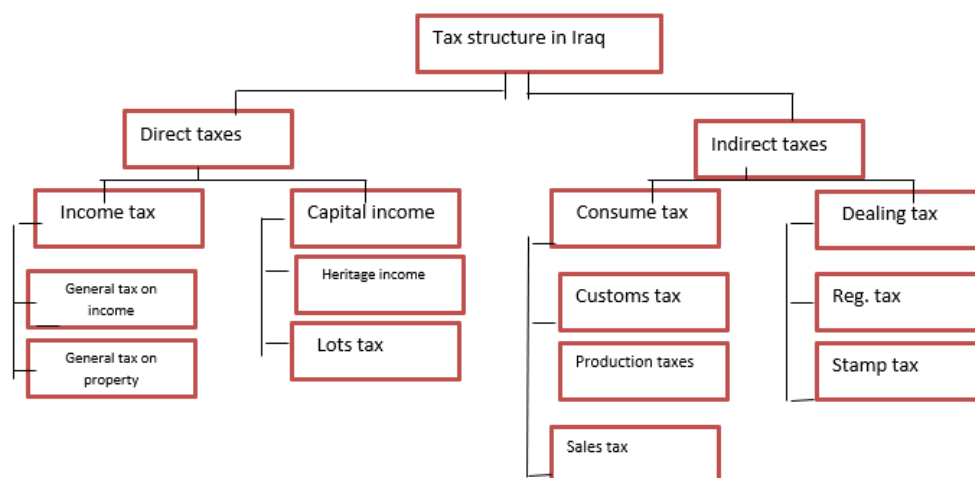 Tax structure in Iraq
Direct taxes
Indirect taxes
Income tax
Capital income
Consume tax
Dealing tax
General tax on
income
Heritage income
Customs tax
Reg. tax
General tax on
property
Lots tax
Production taxes
Stamp tax
Sales tax